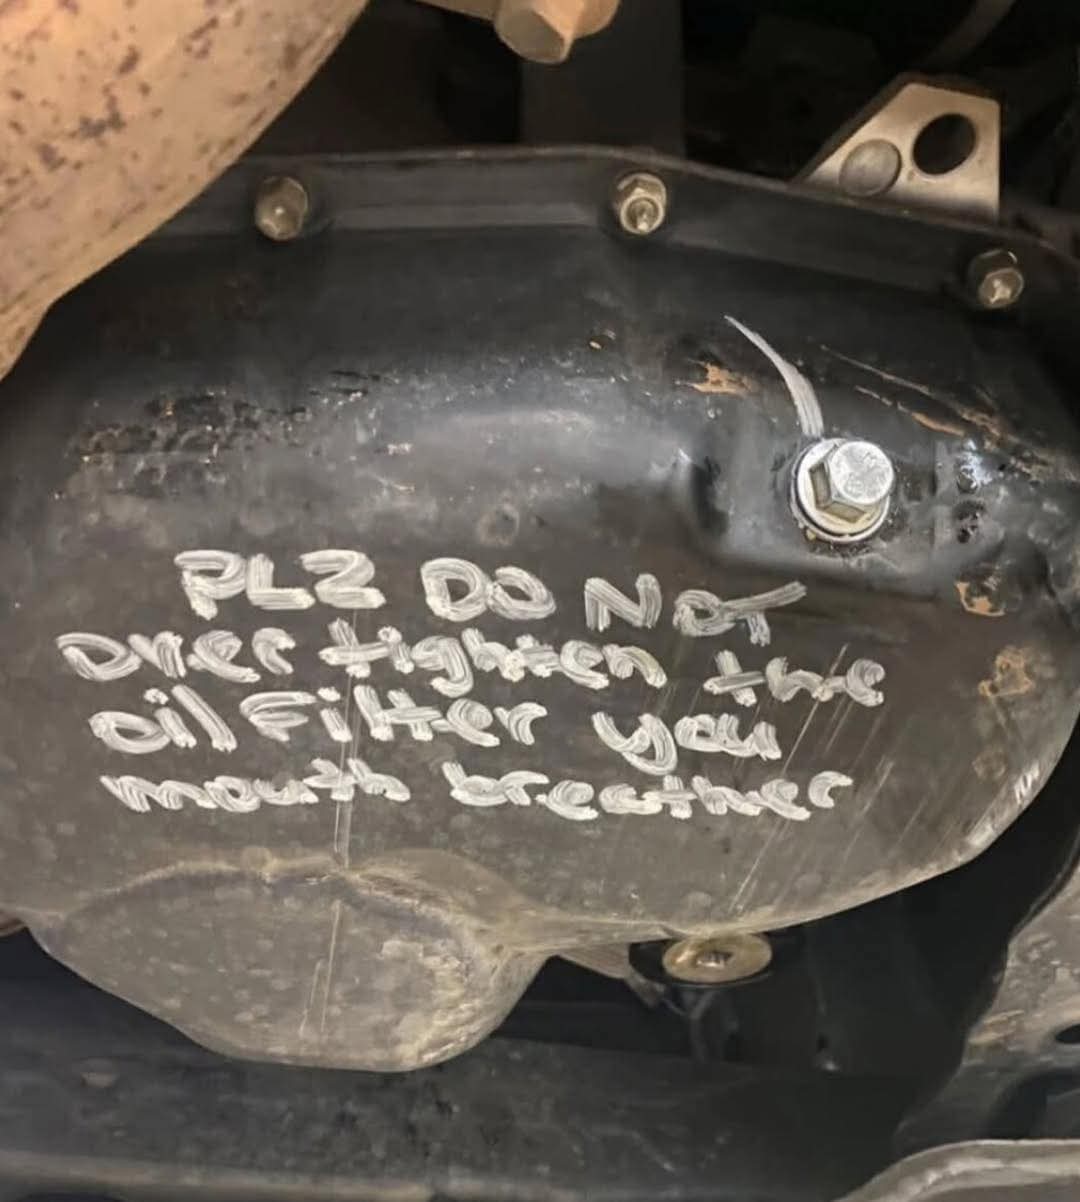 PLZ DO NOT
over tighten the
oil filter you
mouth breather